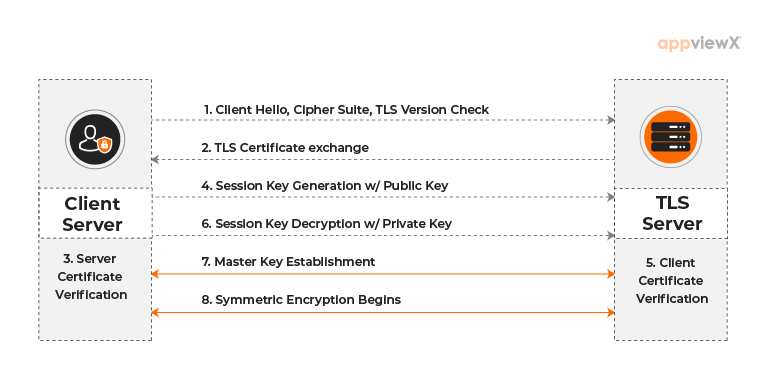 appviewX
1. Client Hello, Cipher Suite, TLS Version Check
2. TLS Certificate exchange
4. Session Key Generation w/ Public Key
Client
Server
TLS
Server
6. Session Key Decryption w/ Private Key
3. Server
Certificate
Verification
7. Master Key Establishment
5. Client
Certificate
Verification
8. Symmetric Encryption Begins